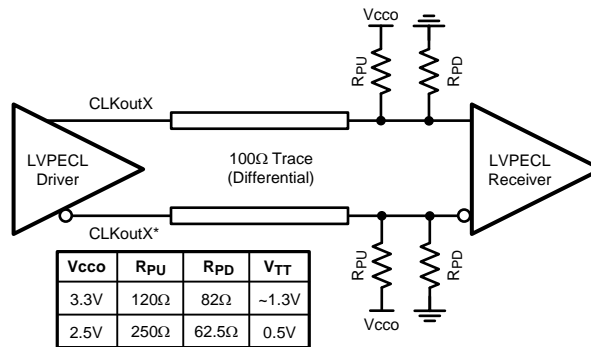 Vcco
RPU
RPD
CLKoutX
LVPECL
Driver
100Ω Trace
(Differential)
LVPECL
Receiver
CLKoutX*
RPU
RPD
Vcco
Vcco RPU RPD VTT
3.3V 120Ω 82Ω ~1.3V
2.5V 250Ω 62.5Ω 0.5V